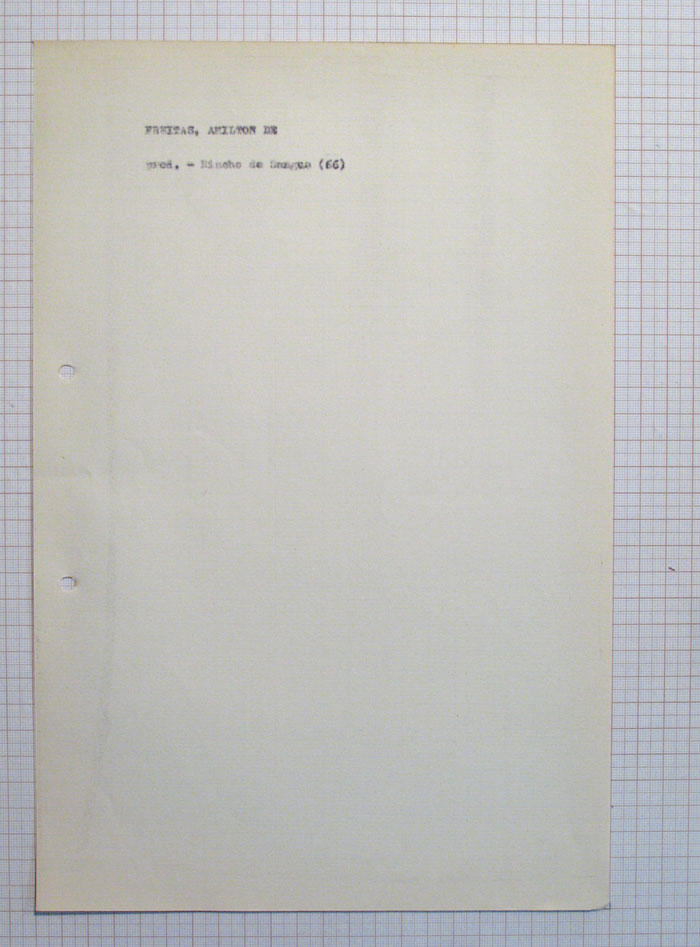 FREITAS, AMILTON DE
prod. - Riacho de Sangue (66)